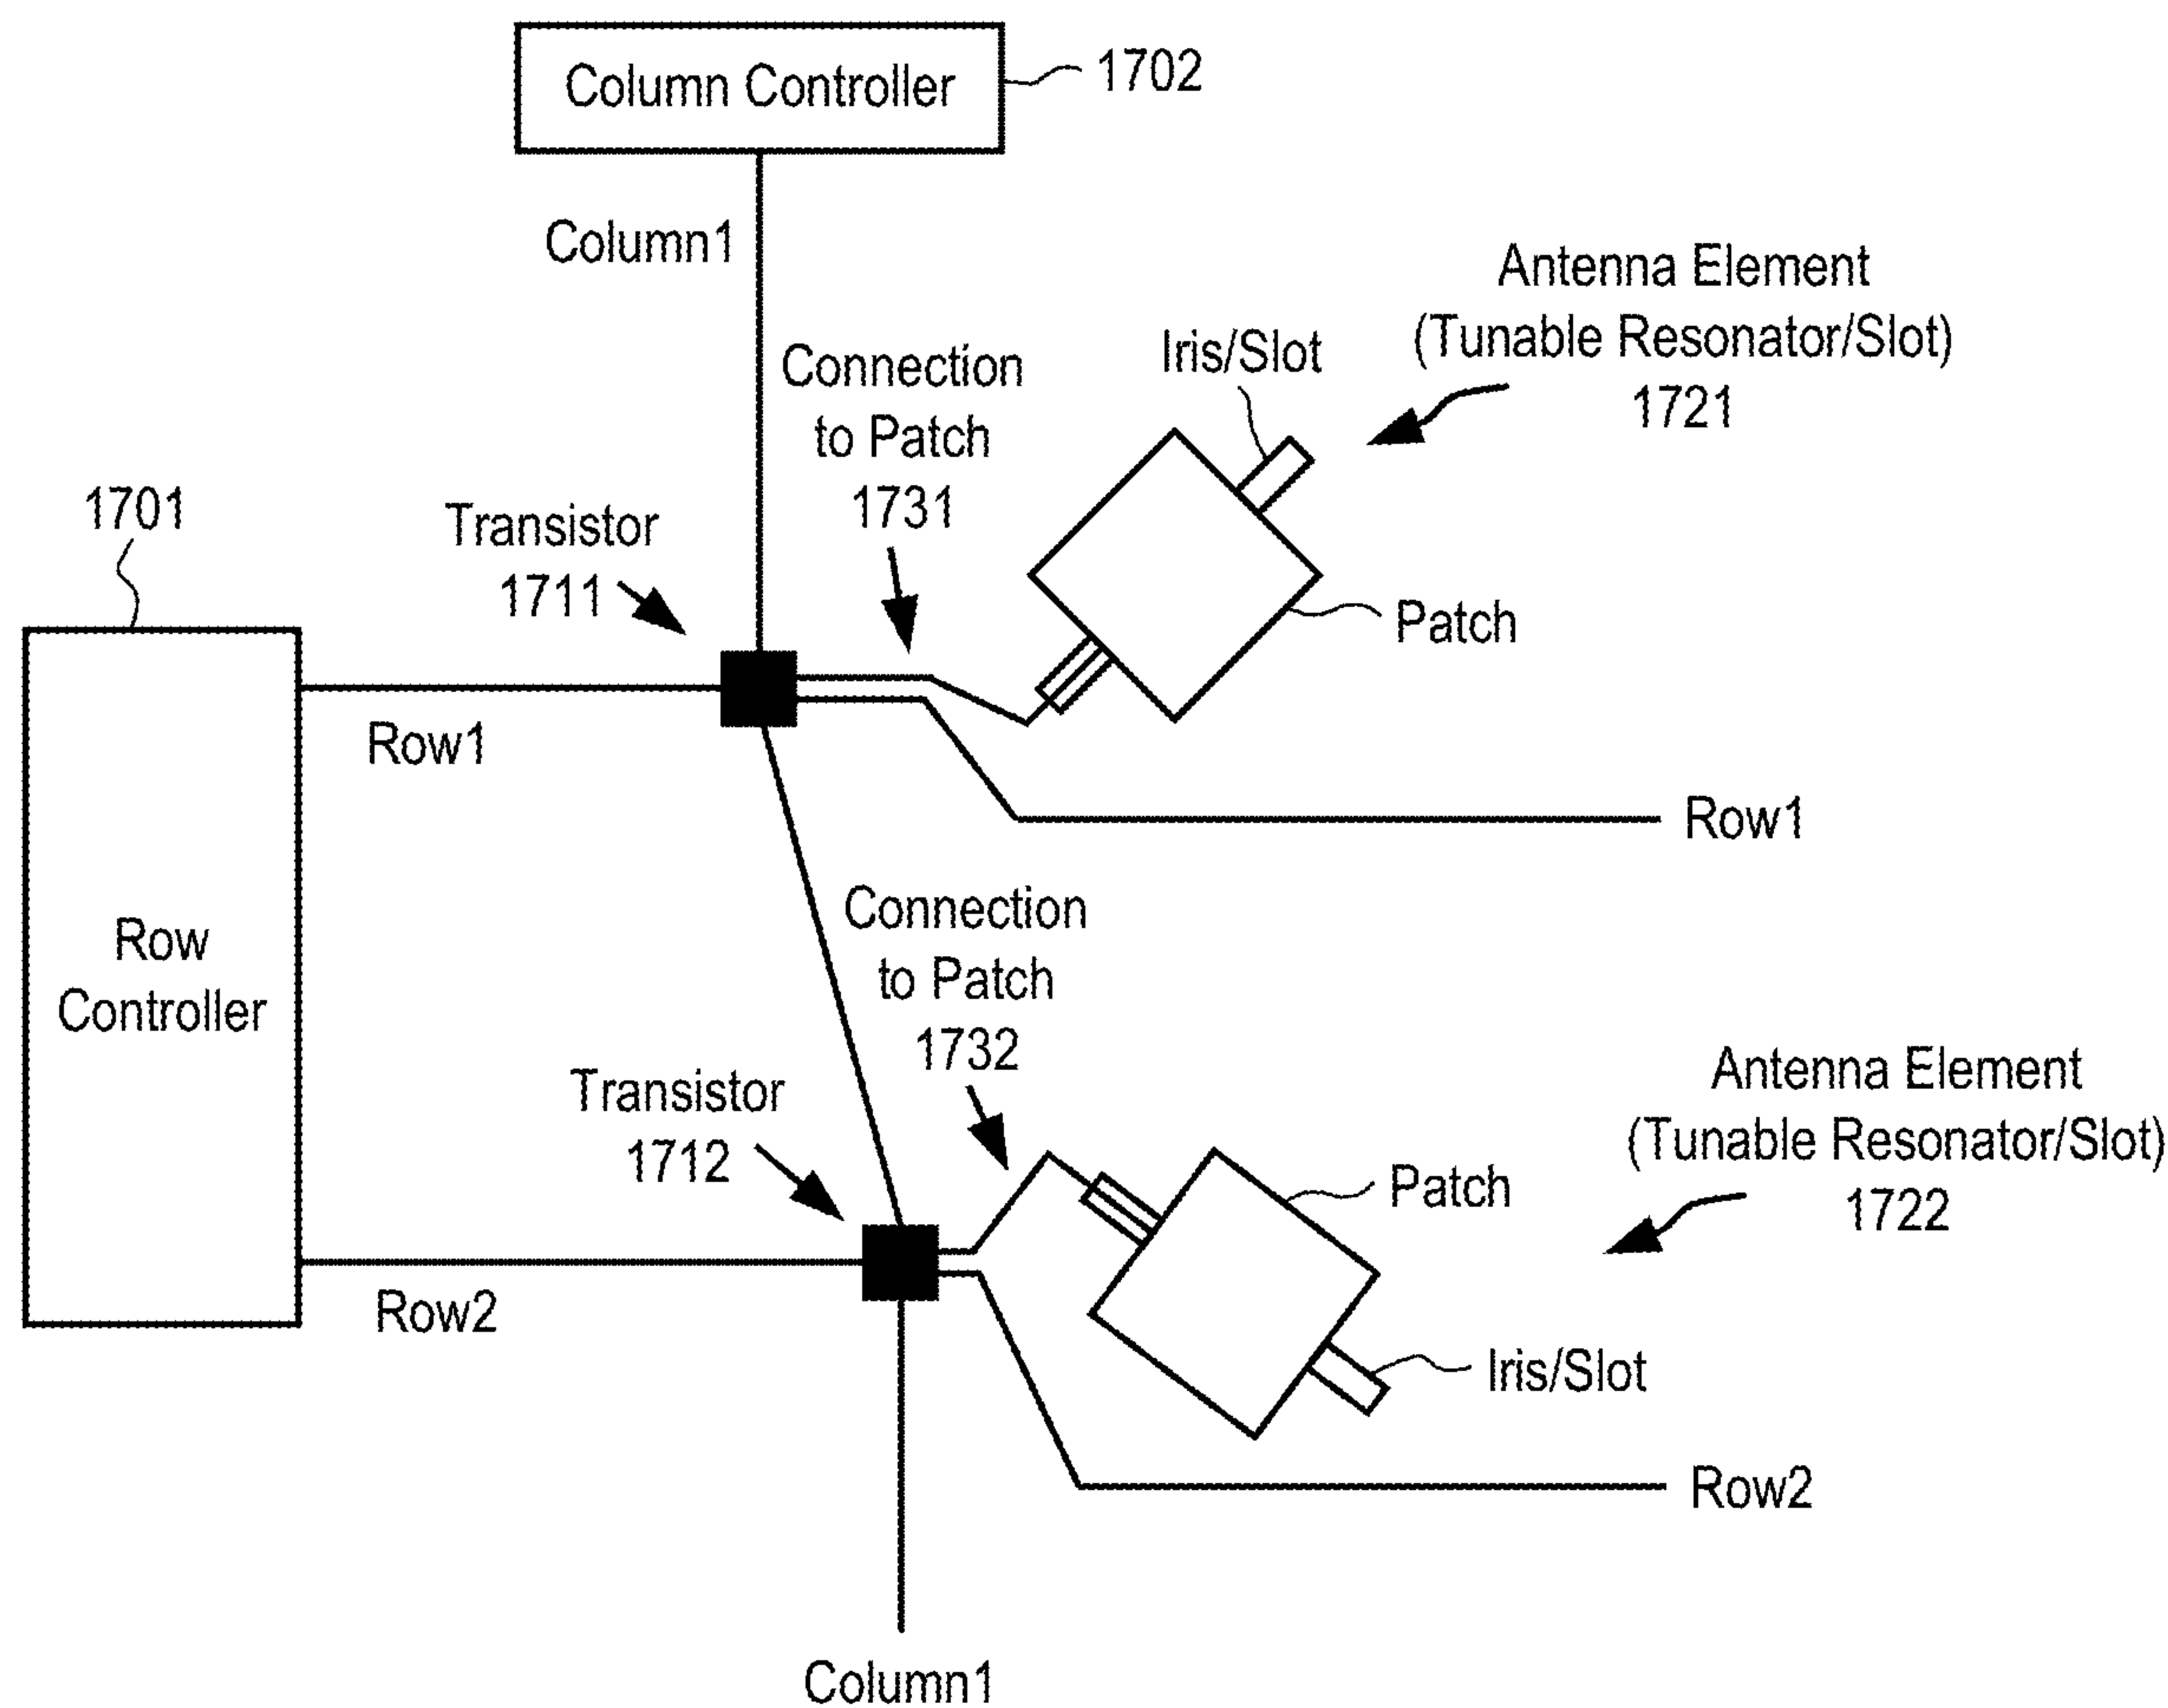 Column Controller
1702
Column1
Antenna Element
(Tunable Resonator/Slot)
1721
Iris/Slot
Connection
to Patch
1731
1701
Transistor
1711
Patch
Row1
Row1
Row
Controller
Connection
to Patch
1732
Transistor
1712
Antenna Element
(Tunable Resonator/Slot)
1722
Patch
Row2
Iris/Slot
Row2
Column1